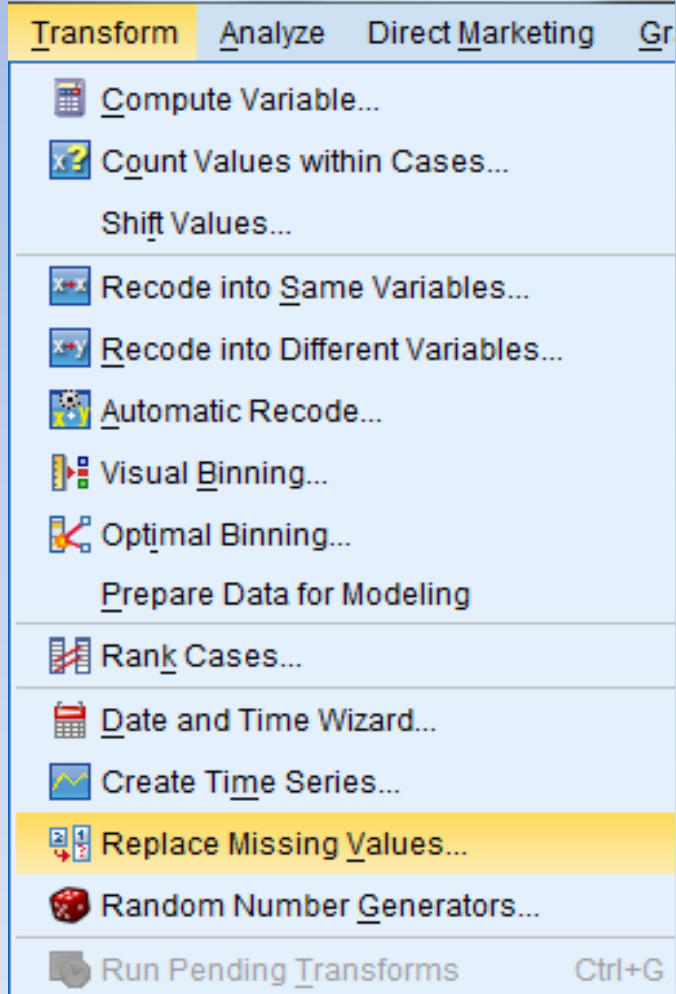 Transform Analyze Direct Marketing Gr
Compute Variable...
Count Values within Cases...
Shift Values...
Recode into Same Variables...
Recode into Different Variables...
Automatic Recode...
Visual Binning...
Optimal Binning...
Prepare Data for Modeling
Rank Cases...
Date and Time Wizard...
Create Time Series...
Replace Missing Values...
Random Number Generators...
Run Pending Transforms Ctrl+G